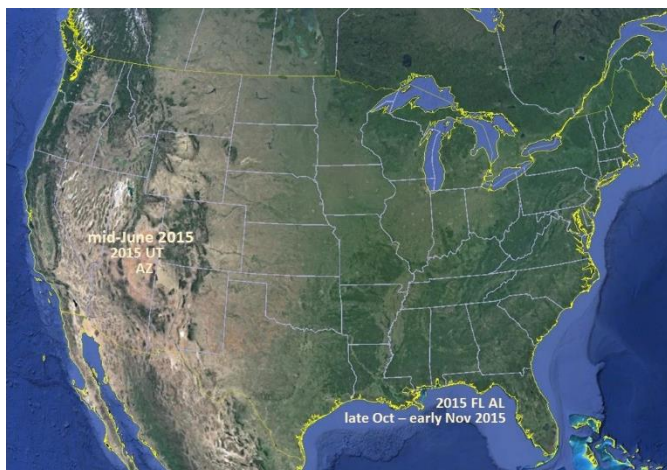 mid-June 2015
2015 UT
AZ
2015 FL AL
late Oct – early Nov 2015